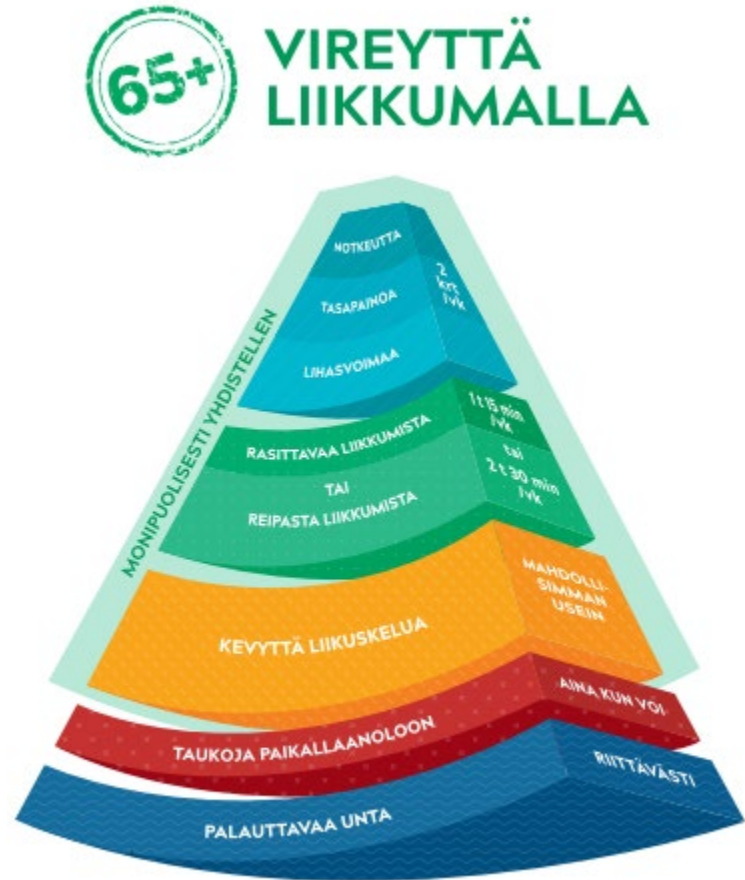 65+
VIREYTTÄ
LIIKKUMALLA
MONIPUOLISESTI YHDISTELLEN
NOTKEUTTA
TASAPAINOA
LIHASVOIMAA
2
krt
/vk
RASITTAVAA LIIKKUMISTA
1 t 15 min
/vk
TAI
REIPASTA LIIKKUMISTA
tai
2 t 30 min
/vk
KEVYTTÄ LIIKUSKELUA
MAHDOLLI-
SIMMAN
USEIN
TAUKOJA PAIKALLAANOLOON
AINA KUN VOI
PALAUTTAVAA UNTA
RIITTÄVÄSTI